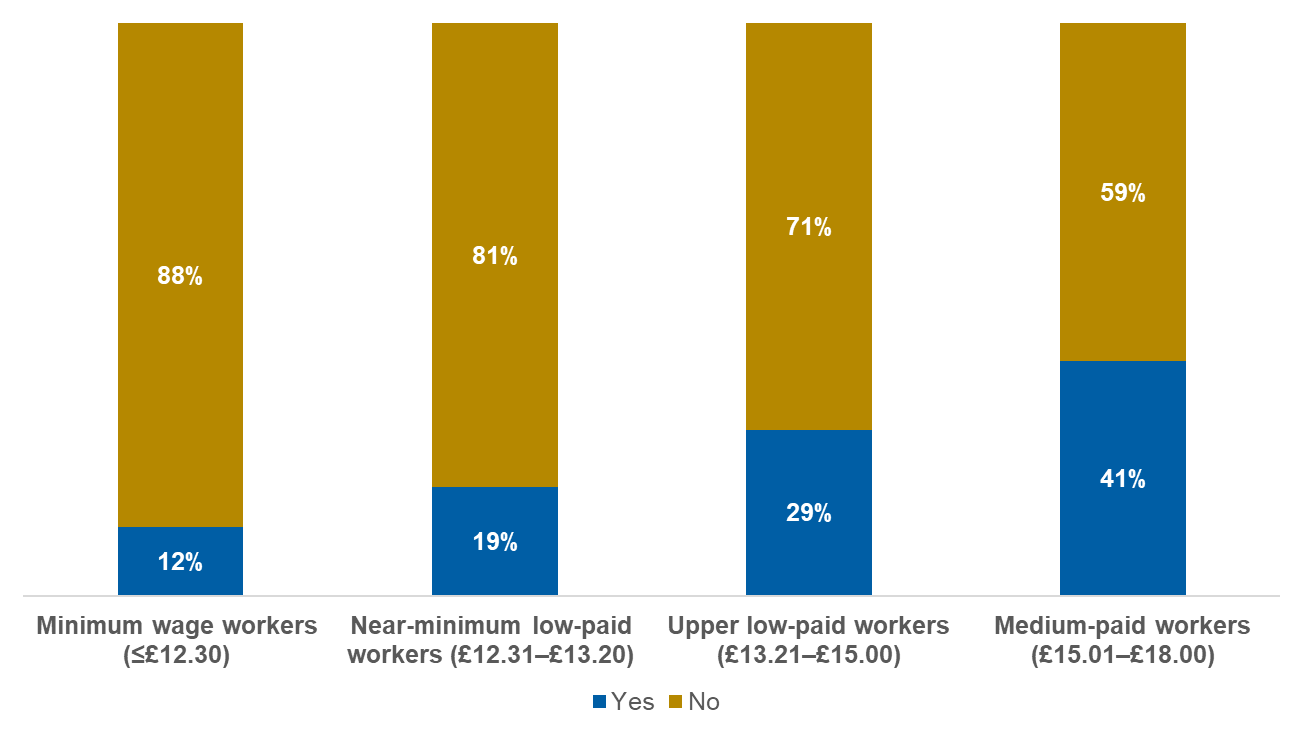 88%
81%
71%
59%
12%
19%
29%
41%
Minimum wage workers
(≤£12.30)
Near-minimum low-paid
workers (£12.31–£13.20)
Upper low-paid workers
(£13.21–£15.00)
Medium-paid workers
(£15.01–£18.00)
Yes No